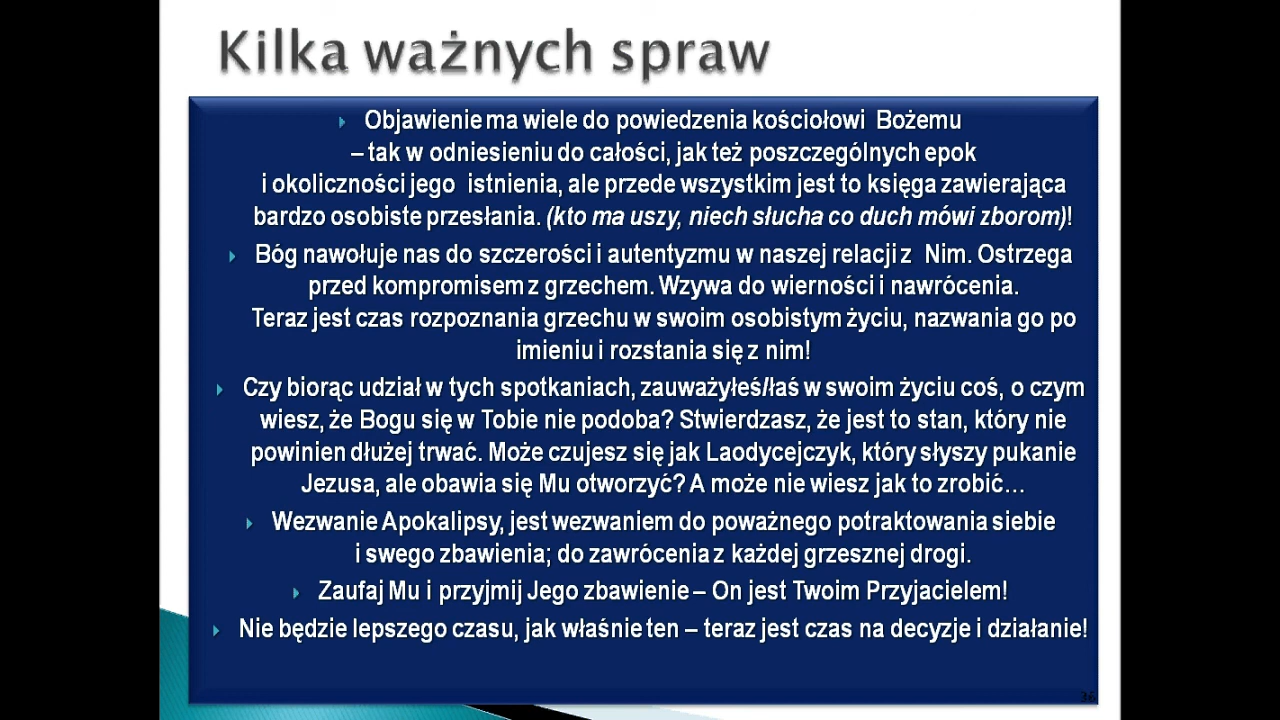 Kilka ważnych spraw
Objawienie ma wiele do powiedzenia kościołowi Bożemu
– tak w odniesieniu do całości, jak też poszczególnych epok
i okoliczności jego istnienia, ale przede wszystkim jest to księga zawierająca
bardzo osobiste przesłania. (kto ma uszy, niech słucha co duch mówi zborom)!
Bóg nawołuje nas do szczerości i autentyzmu w naszej relacji z Nim. Ostrzega
przed kompromisem z grzechem. Wzywa do wierności i nawrócenia.
Teraz jest czas rozpoznania grzechu w swoim osobistym życiu, nazwania go po
imieniu i rozstania się z nim!
Czy biorąc udział w tych spotkaniach, zauważyłeś/łaś w swoim życiu coś, o czym
wiesz, że Bogu się w Tobie nie podoba? Stwierdzasz, że jest to stan, który nie
powinien dłużej trwać. Może czujesz się jak Laodycejczyk, który słyszy pukanie
Jezusa, ale obawia się Mu otworzyć? A może nie wiesz jak to zrobić…
Wezwanie Apokalipsy, jest wezwaniem do poważnego potraktowania siebie
i swego zbawienia; do zawrócenia z każdej grzesznej drogi.
Zaufaj Mu i przyjmij Jego zbawienie – On jest Twoim Przyjacielem!
Nie będzie lepszego czasu, jak właśnie ten – teraz jest czas na decyzje i działanie!
36